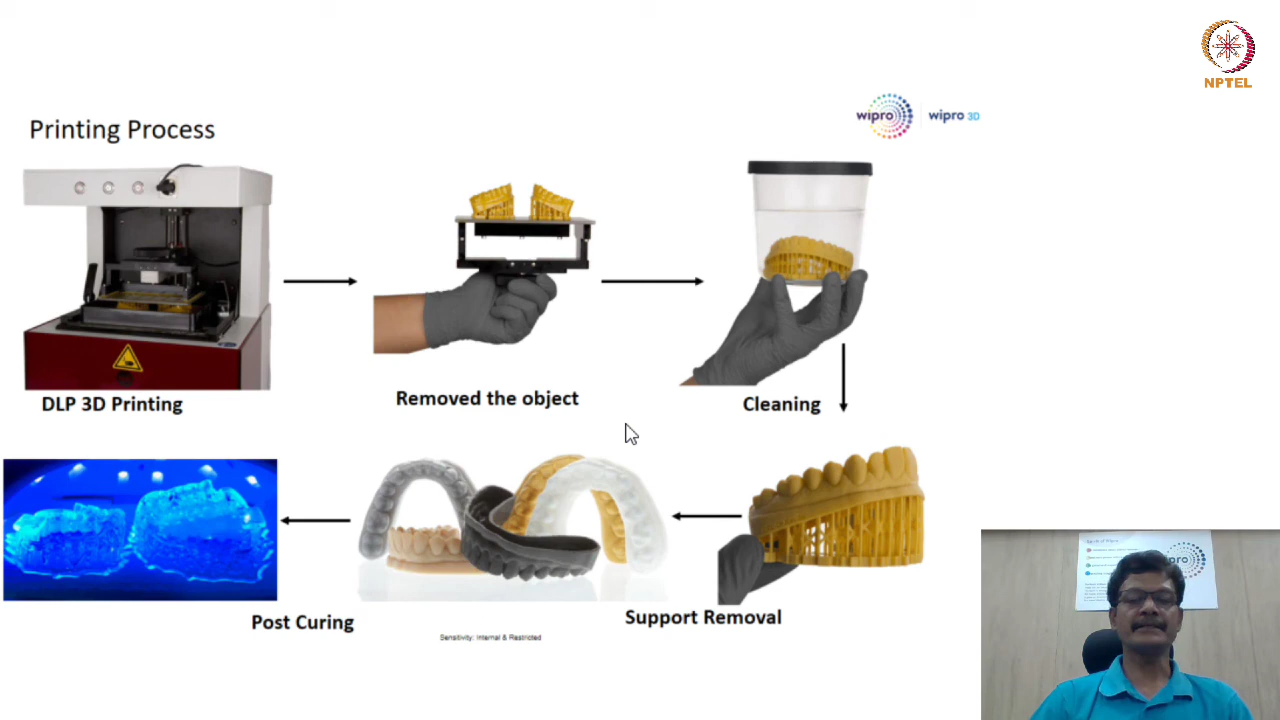 NPTEL
wipro
wipro 3D
Printing Process
DLP 3D Printing
Removed the object
Cleaning
Post Curing
Support Removal
Sensitivity: Internal & Restricted